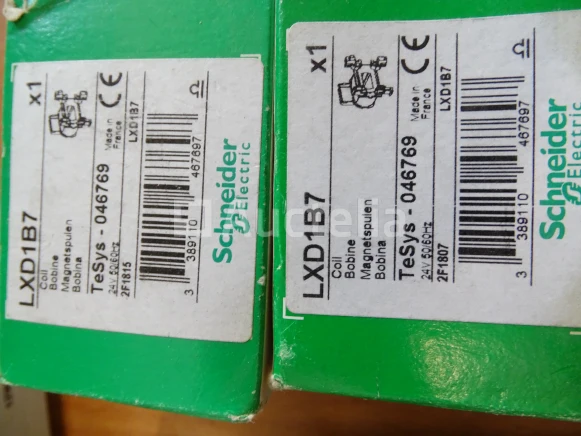 LXD1B7
x1
Coil
Bobine
Magnetspulen
Bobina
TeSys - 046769
24V 50/60Hz
2F1815
Made in
France
CE
LXD1B7
3 389110 467697
Schneider
Electric
LXD1B7
x1
Coil
Bobine
Magnetspulen
Bobina
TeSys - 046769
24V 50/60Hz
2F1807
Made in
France
CE
LXD1B7
3 389110 467697
Schneider
Electric